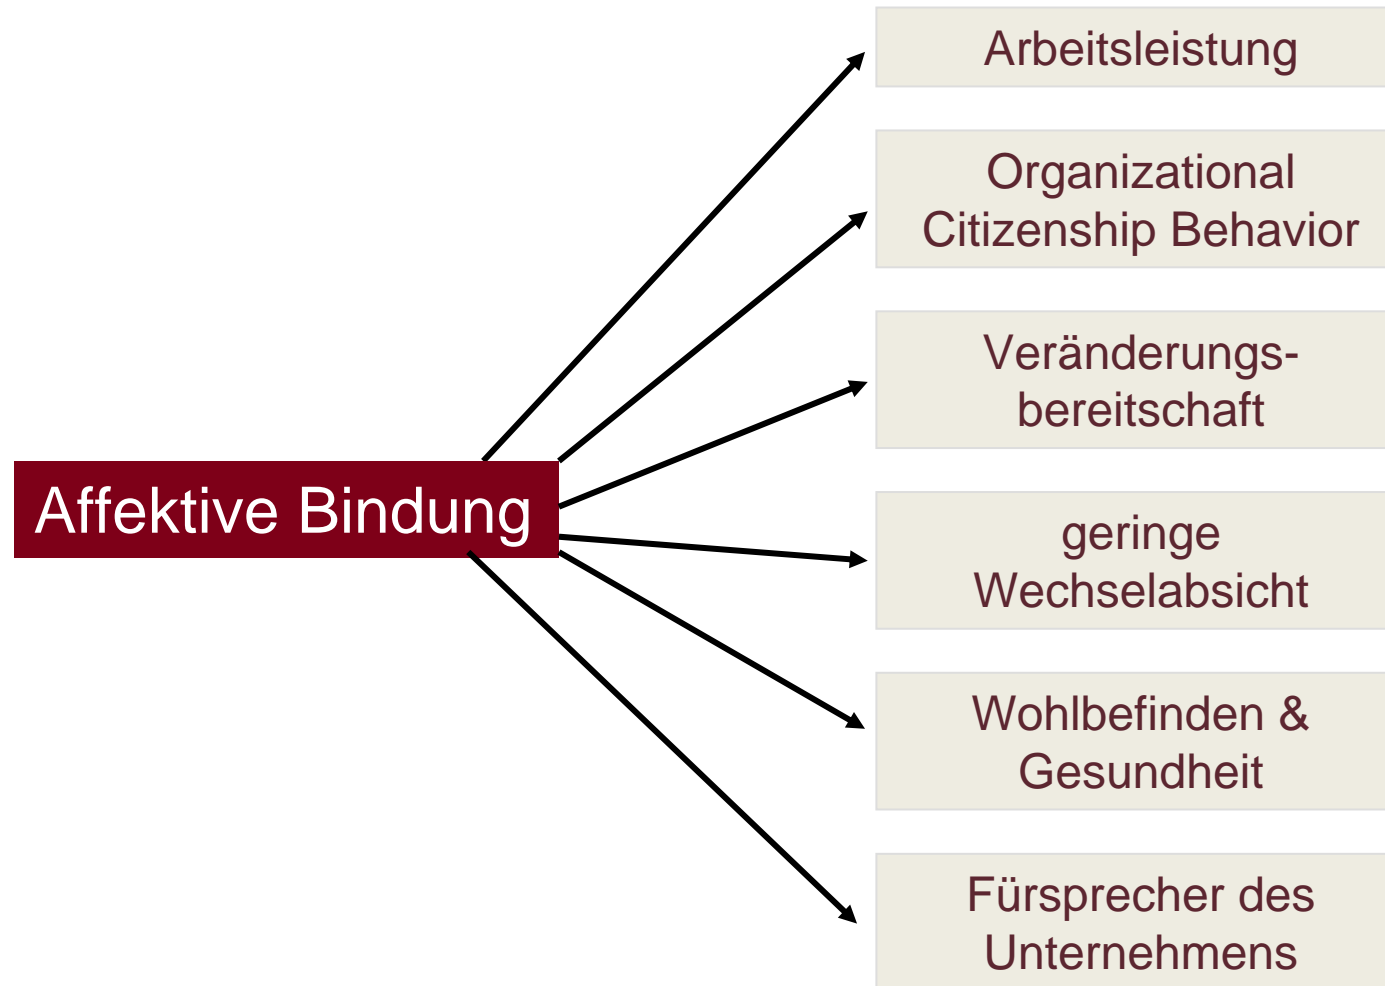 Arbeitsleistung
Organizational
Citizenship Behavior
Veränderungs-
bereitschaft
Affektive Bindung
geringe
Wechselabsicht
Wohlbefinden &
Gesundheit
Fürsprecher des
Unternehmens